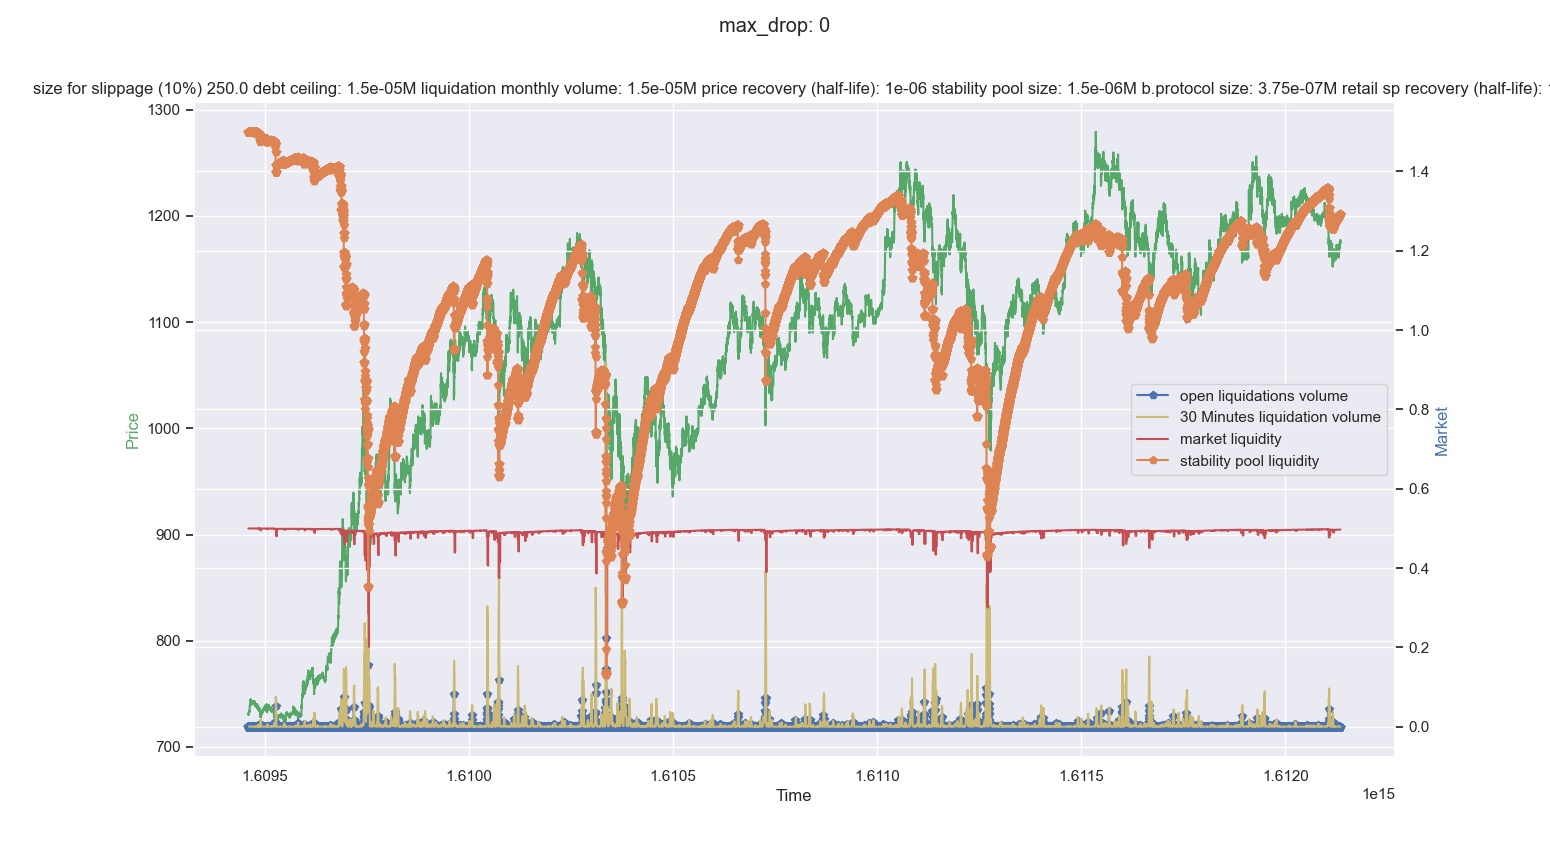 max_drop: 0
size for slippage (10%) 250.0 debt ceiling: 1.5e-05M liquidation monthly volume: 1.5e-05M price recovery (half-life): 1e-06 stability pool size: 1.5e-06M b.protocol size: 3.75e-07M retail sp recovery (half-life):
1300
1200
1100
1000
900
800
700
Price
1.4
1.2
1.0
0.8
0.6
0.4
0.2
0.0
Market
open liquidations volume
30 Minutes liquidation volume
market liquidity
stability pool liquidity
1.6095 1.6100 1.6105 1.6110 1.6115 1.6120
Time
1e15